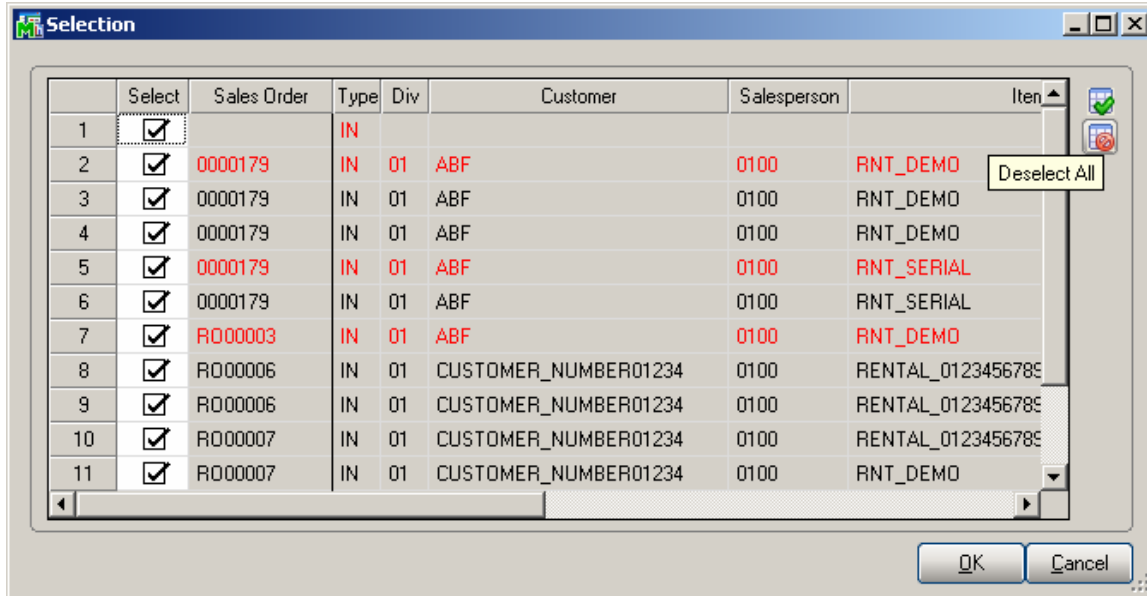 Selection
Select Sales Order Type Div Customer Salesperson Iten
1 IN
2 0000179 IN 01 ABF 0100 RNT_DEMO
Deselect All
3 0000179 IN 01 ABF 0100 RNT_DEMO
4 0000179 IN 01 ABF 0100 RNT_DEMO
5 0000179 IN 01 ABF 0100 RNT_SERIAL
6 0000179 IN 01 ABF 0100 RNT_SERIAL
7 RO00003 IN 01 ABF 0100 RNT_DEMO
8 RO00006 IN 01 CUSTOMER_NUMBER01234 0100 RENTAL_0123456789
9 RO00006 IN 01 CUSTOMER_NUMBER01234 0100 RENTAL_0123456789
10 RO00007 IN 01 CUSTOMER_NUMBER01234 0100 RENTAL_0123456789
11 RO00007 IN 01 CUSTOMER_NUMBER01234 0100 RNT_DEMO
OK Cancel